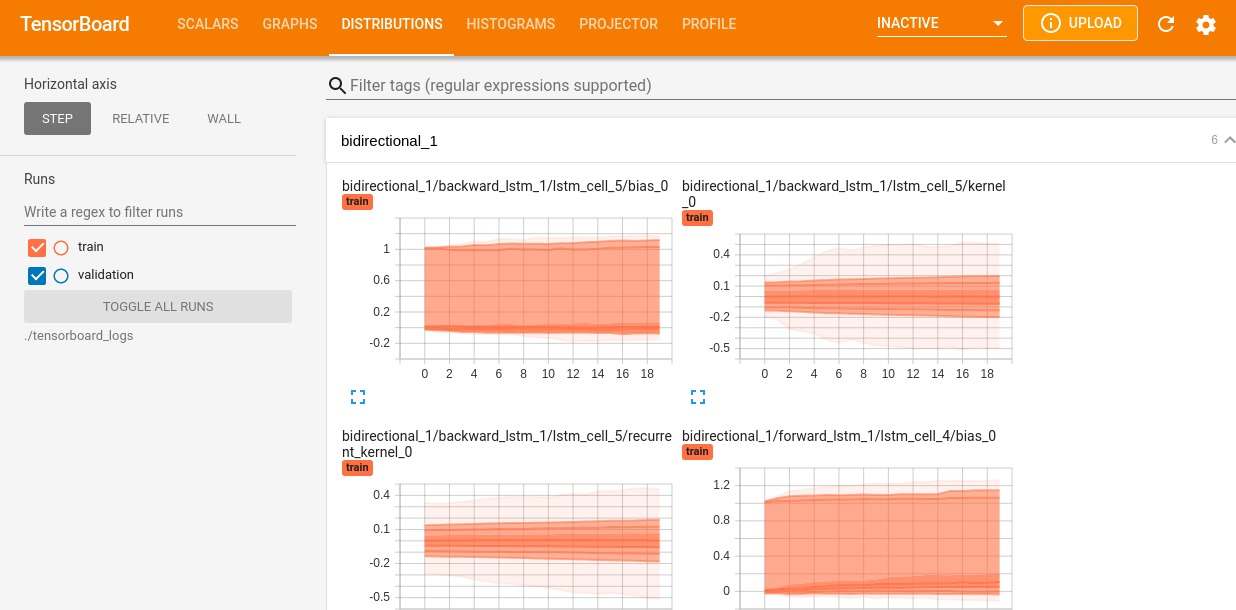 TensorBoard SCALARS GRAPHS DISTRIBUTIONS HISTOGRAMS PROJECTOR PROFILE INACTIVE UPLOAD
Horizontal axis
STEP RELATIVE WALL
Runs
Write a regex to filter runs
train
validation
TOGGLE ALL RUNS
./tensorboard_logs
Filter tags (regular expressions supported)
bidirectional_1 6
bidirectional_1/backward_lstm_1/lstm_cell_5/bias_0
train
1
0.6
0.2
-0.2
0 2 4 6 8 10 12 14 16 18
bidirectional_1/backward_lstm_1/lstm_cell_5/kernel
_0
train
0.4
0.1
-0.2
-0.5
0 2 4 6 8 10 12 14 16 18
bidirectional_1/backward_lstm_1/lstm_cell_5/recurre
nt_kernel_0
train
0.4
0.1
-0.2
-0.5
bidirectional_1/forward_lstm_1/lstm_cell_4/bias_0
train
1.2
0.8
0.4
0